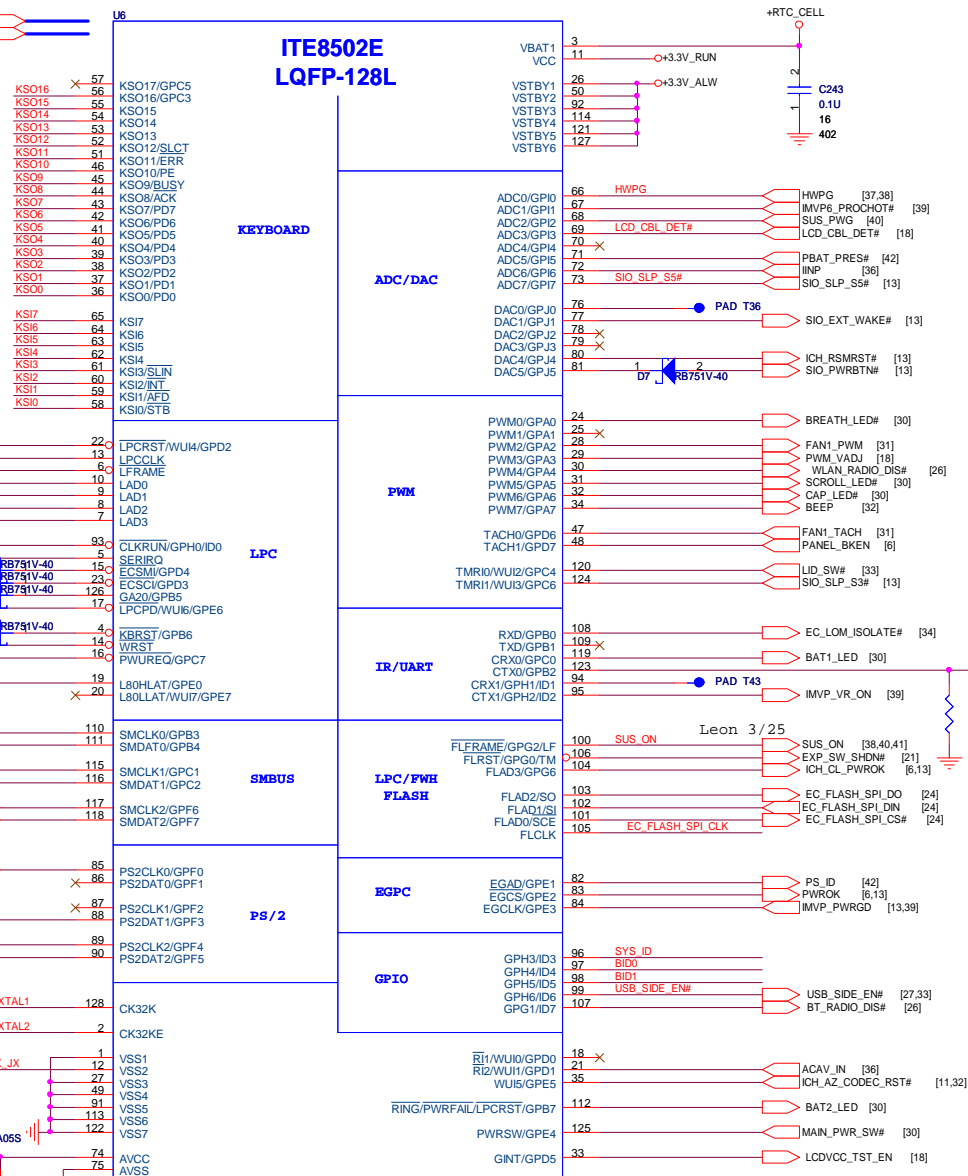 U6
ITE8502E
LQFP-128L
+RTC_CELL
VBAT1 3
VCC 11 +3.3V_RUN
VSTBY1 26 +3.3V_ALW
VSTBY2 50
VSTBY3 92
VSTBY4 114
VSTBY5 121
VSTBY6 127
2
1
C243
0.1U
16
402
57 KSO17/GPC5
KSO16 56 KSO16/GPC3
KSO15 55 KSO15
KSO14 54 KSO14
KSO13 53 KSO13
KSO12 52 KSO12/SLCT
KSO11 51 KSO11/ERR
KSO10 46 KSO10/PE
KSO9 45 KSO9/BUSY
KSO8 44 KSO8/ACK
KSO7 43 KSO7/PD7
KSO6 42 KSO6/PD6
KSO5 41 KSO5/PD5
KSO4 40 KSO4/PD4
KSO3 39 KSO3/PD3
KSO2 38 KSO2/PD2
KSO1 37 KSO1/PD1
KSO0 36 KSO0/PD0
KEYBOARD
KSI7 65 KSI7
KSI6 64 KSI6
KSI5 63 KSI5
KSI4 62 KSI4
KSI3 61 KSI3/SLIN
KSI2 60 KSI2/INT
KSI1 59 KSI1/AFD
KSI0 58 KSI0/STB
ADC/DAC
ADC0/GPI0 66 HWPG HWPG [37,38]
ADC1/GPI1 67 IMVP6_PROCHOT# [39]
ADC2/GPI2 68 SUS_PWG [40]
ADC3/GPI3 69 LCD_CBL_DET# LCD_CBL_DET# [18]
ADC4/GPI4 70
ADC5/GPI5 71 PBAT_PRES# [42]
ADC6/GPI6 72 IINP [36]
ADC7/GPI7 73 SIO_SLP_S5# SIO_SLP_S5# [13]
DAC0/GPJ0 76 PAD T36
DAC1/GPJ1 77 SIO_EXT_WAKE# [13]
DAC2/GPJ2 78
DAC3/GPJ3 79
DAC4/GPJ4 80 ICH_RSMRST# [13]
DAC5/GPJ5 81 1 2 SIO_PWRBTN# [13]
D7 RB751V-40
PWM
PWM0/GPA0 24 BREATH_LED# [30]
PWM1/GPA1 25
PWM2/GPA2 28 FAN1_PWM [31]
PWM3/GPA3 29 PWM_VADJ [18]
PWM4/GPA4 30 WLAN_RADIO_DIS# [26]
PWM5/GPA5 31 SCROLL_LED# [30]
PWM6/GPA6 32 CAP_LED# [30]
PWM7/GPA7 34 BEEP [32]
TACH0/GPD6 47 FAN1_TACH [31]
TACH1/GPD7 48 PANEL_BKEN [6]
TMRI0/WUI2/GPC4 120 LID_SW# [33]
TMRI1/WUI3/GPC6 124 SIO_SLP_S3# [13]
LPC
22 LPCRST/WUI4/GPD2
13 LPCCLK
6 LFRAME
10 LAD0
9 LAD1
8 LAD2
7 LAD3
93 CLKRUN/GPH0/ID0
5 SERIRQ
RB751V-40 15 ECSMI/GPD4
RB751V-40 23 ECSCI/GPD3
RB751V-40 126 GA20/GPB5
17 LPCPD/WUI6/GPE6
RB751V-40 4 KBRST/GPB6
14 WRST
16 PWUREQ/GPC7
19 L80HLAT/GPE0
20 L80LLAT/WUI7/GPE7
IR/UART
RXD/GPB0 108 EC_LOM_ISOLATE# [34]
TXD/GPB1 109
CRX0/GPC0 119 BAT1_LED [30]
CTX0/GPB2 123
CRX1/GPH1/ID1 94 PAD T43
CTX1/GPH2/ID2 95 IMVP_VR_ON [39]
Leon 3/25
SMBUS
110 SMCLK0/GPB3
111 SMDAT0/GPB4
115 SMCLK1/GPC1
116 SMDAT1/GPC2
117 SMCLK2/GPF6
118 SMDAT2/GPF7
LPC/FWH
FLASH
FLFRAME/GPG2/LF 100 SUS_ON SUS_ON [38,40,41]
FLRST/GPG0/TM 106 EXP_SW_SHDN# [21]
FLAD3/GPG6 104 ICH_CL_PWROK [6,13]
FLAD2/SO 103 EC_FLASH_SPI_DO [24]
FLAD1/SI 102 EC_FLASH_SPI_DIN [24]
FLAD0/SCE 101 EC_FLASH_SPI_CS# [24]
FLCLK 105 EC_FLASH_SPI_CLK
PS/2
85 PS2CLK0/GPF0
86 PS2DAT0/GPF1
87 PS2CLK1/GPF2
88 PS2DAT1/GPF3
89 PS2CLK2/GPF4
90 PS2DAT2/GPF5
EGPC
EGAD/GPE1 82 PS_ID [42]
EGCS/GPE2 83 PWROK [6,13]
EGCLK/GPE3 84 IMVP_PWRGD [13,39]
GPIO
GPH3/ID3 96 SYS_ID
GPH4/ID4 97 BID0
GPH5/ID5 98 BID1
GPH6/ID6 99 USB_SIDE_EN# USB_SIDE_EN# [27,33]
GPG1/ID7 107 BT_RADIO_DIS# [26]
XTAL1 128 CK32K
XTAL2 2 CK32KE
1 VSS1
_JX 12 VSS2
27 VSS3
49 VSS4
91 VSS5
113 VSS6
122 VSS7
A05S
74 AVCC
75 AVSS
RI1/WUI0/GPD0 18
RI2/WUI1/GPD1 21 ACAV_IN [36]
WUI5/GPE5 35 ICH_AZ_CODEC_RST# [11,32]
RING/PWRFAIL/LPCRST/GPB7 112 BAT2_LED [30]
PWRSW/GPE4 125 MAIN_PWR_SW# [30]
GINT/GPD5 33 LCDVCC_TST_EN [18]